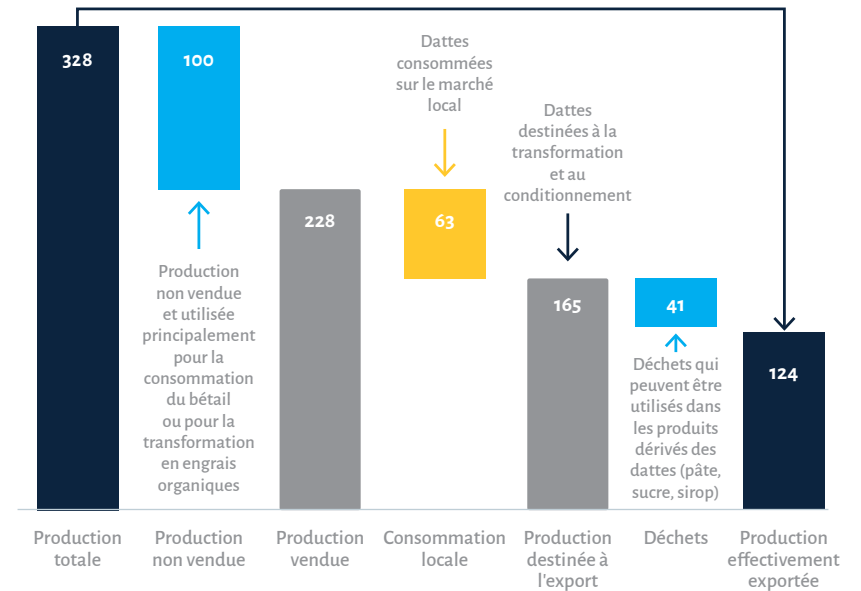 328
100
Production
non vendue
et utilisée
principalement
pour la
consommation
du bétail
ou pour la
transformation
en engrais
organiques
228
Dattes
consommées
sur le marché
local
63
Dattes
destinées à la
transformation
et au
conditionnement
165
41
Déchets qui
peuvent être
utilisés dans
les produits
dérivés des
dattes (pâte,
sucre, sirop)
124
Production
totale
Production
non vendue
Production
vendue
Consommation
locale
Production
destinée à
l'export
Déchets
Production
effectivement
exportée